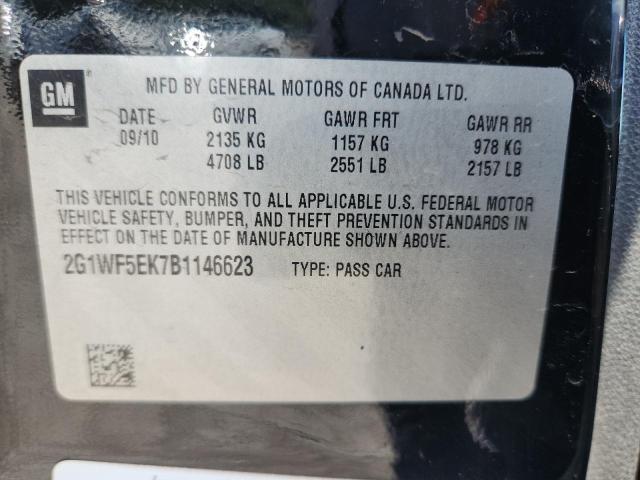 GM
MFD BY GENERAL MOTORS OF CANADA LTD.
DATE GVWR GAWR FRT GAWR RR
09/10 2135 KG 1157 KG 978 KG
4708 LB 2551 LB 2157 LB
THIS VEHICLE CONFORMS TO ALL APPLICABLE U.S. FEDERAL MOTOR
VEHICLE SAFETY, BUMPER, AND THEFT PREVENTION STANDARDS IN
EFFECT ON THE DATE OF MANUFACTURE SHOWN ABOVE.
2G1WF5EK7B1146623 TYPE: PASS CAR